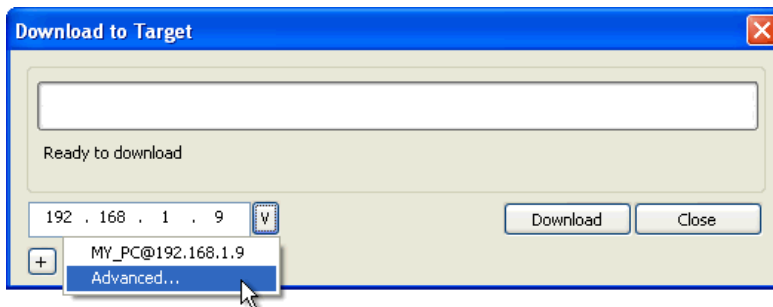 Download to Target
Ready to download
192 . 168 . 1 . 9 V
Download Close
+
MY_PC@192.168.1.9
Advanced...